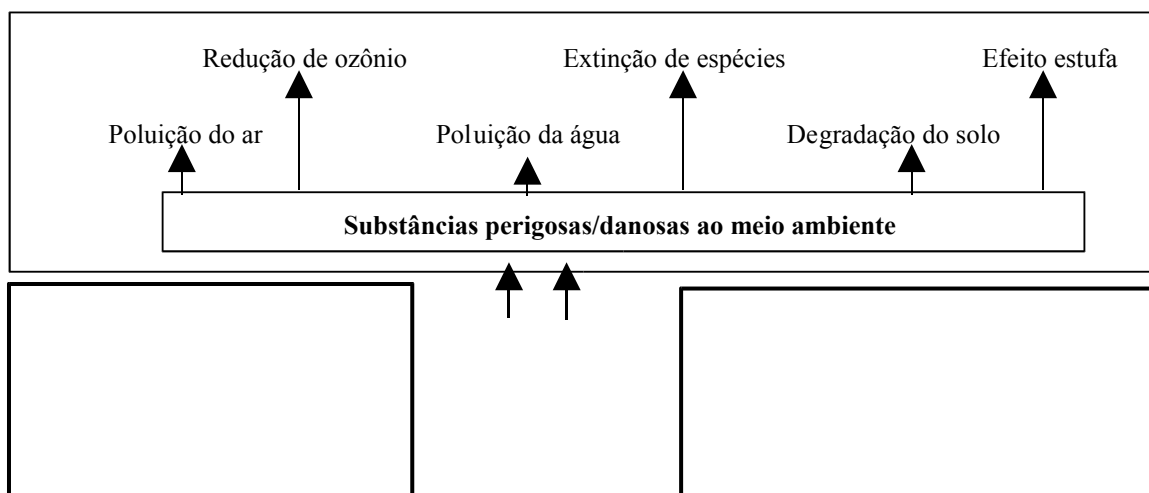 Redução de ozônio Extinção de espécies Efeito estufa
Poluição do ar Poluição da água Degradação do solo
Substâncias perigosas/danosas ao meio ambiente